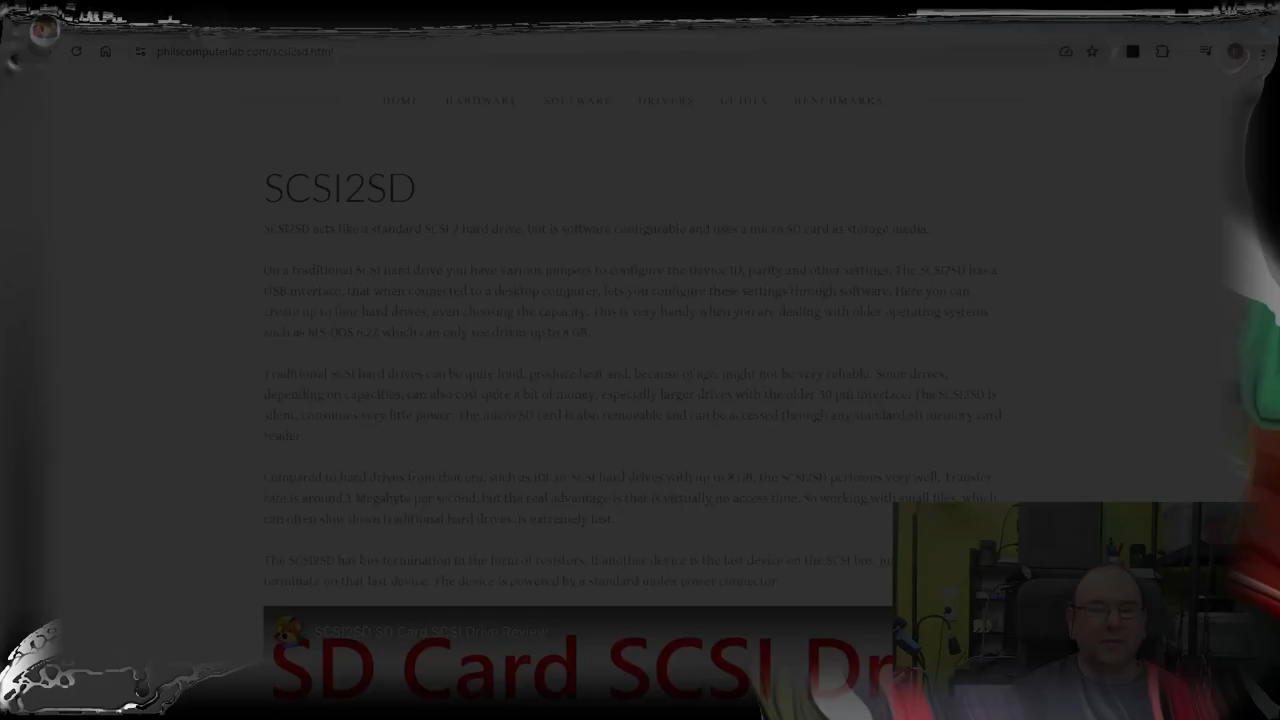 philscomputerlab.com/scsi2sd.html
HOME HARDWARE SOFTWARE DRIVERS GUIDES BENCHMARKS
SCSI2SD
SCSI2SD acts like a standard SCSI 2 hard drive, but is software configurable and uses a micro SD card as storage media.
On a traditional SCSI hard drive you have various jumpers to configure the Device ID, parity and other settings. The SCSI2SD has a
USB interface, that when connected to a desktop computer, lets you configure these settings through software. Here you can
create up to four hard drives, even choosing the capacity. This is very handy when you are dealing with older operating systems
such as MS-DOS 6.22 which can only see drives up to 8 GB.
Traditional SCSI hard drives can be quite loud, produce heat and, because of age, might not be very reliable. Some drives,
depending on capacities, can also cost quite a bit of money, especially larger drives with the older 50 pin interface. The SCSI2SD is
silent, consumes very little power. The microSD card is also removable and can be accessed through any standard SD memory card
reader.
Compared to hard drives from that era, such as IDE or SCSI hard drives with up to 8 GB, the SCSI2SD performs very well. Transfer
rate is around 1 Megabyte per second, but the real advantage is that is virtually no access time. So working with small files, which
can often slow down traditional hard drives, is extremely fast.
The SCSI2SD has bus termination in the form of resistors. If another device is the last device on the SCSI bus, ju
terminate on that last device. The device is powered by a standard molex power connector
SCSI2SD SD Card SCSI Drive Review
SD Card SCSI Dr